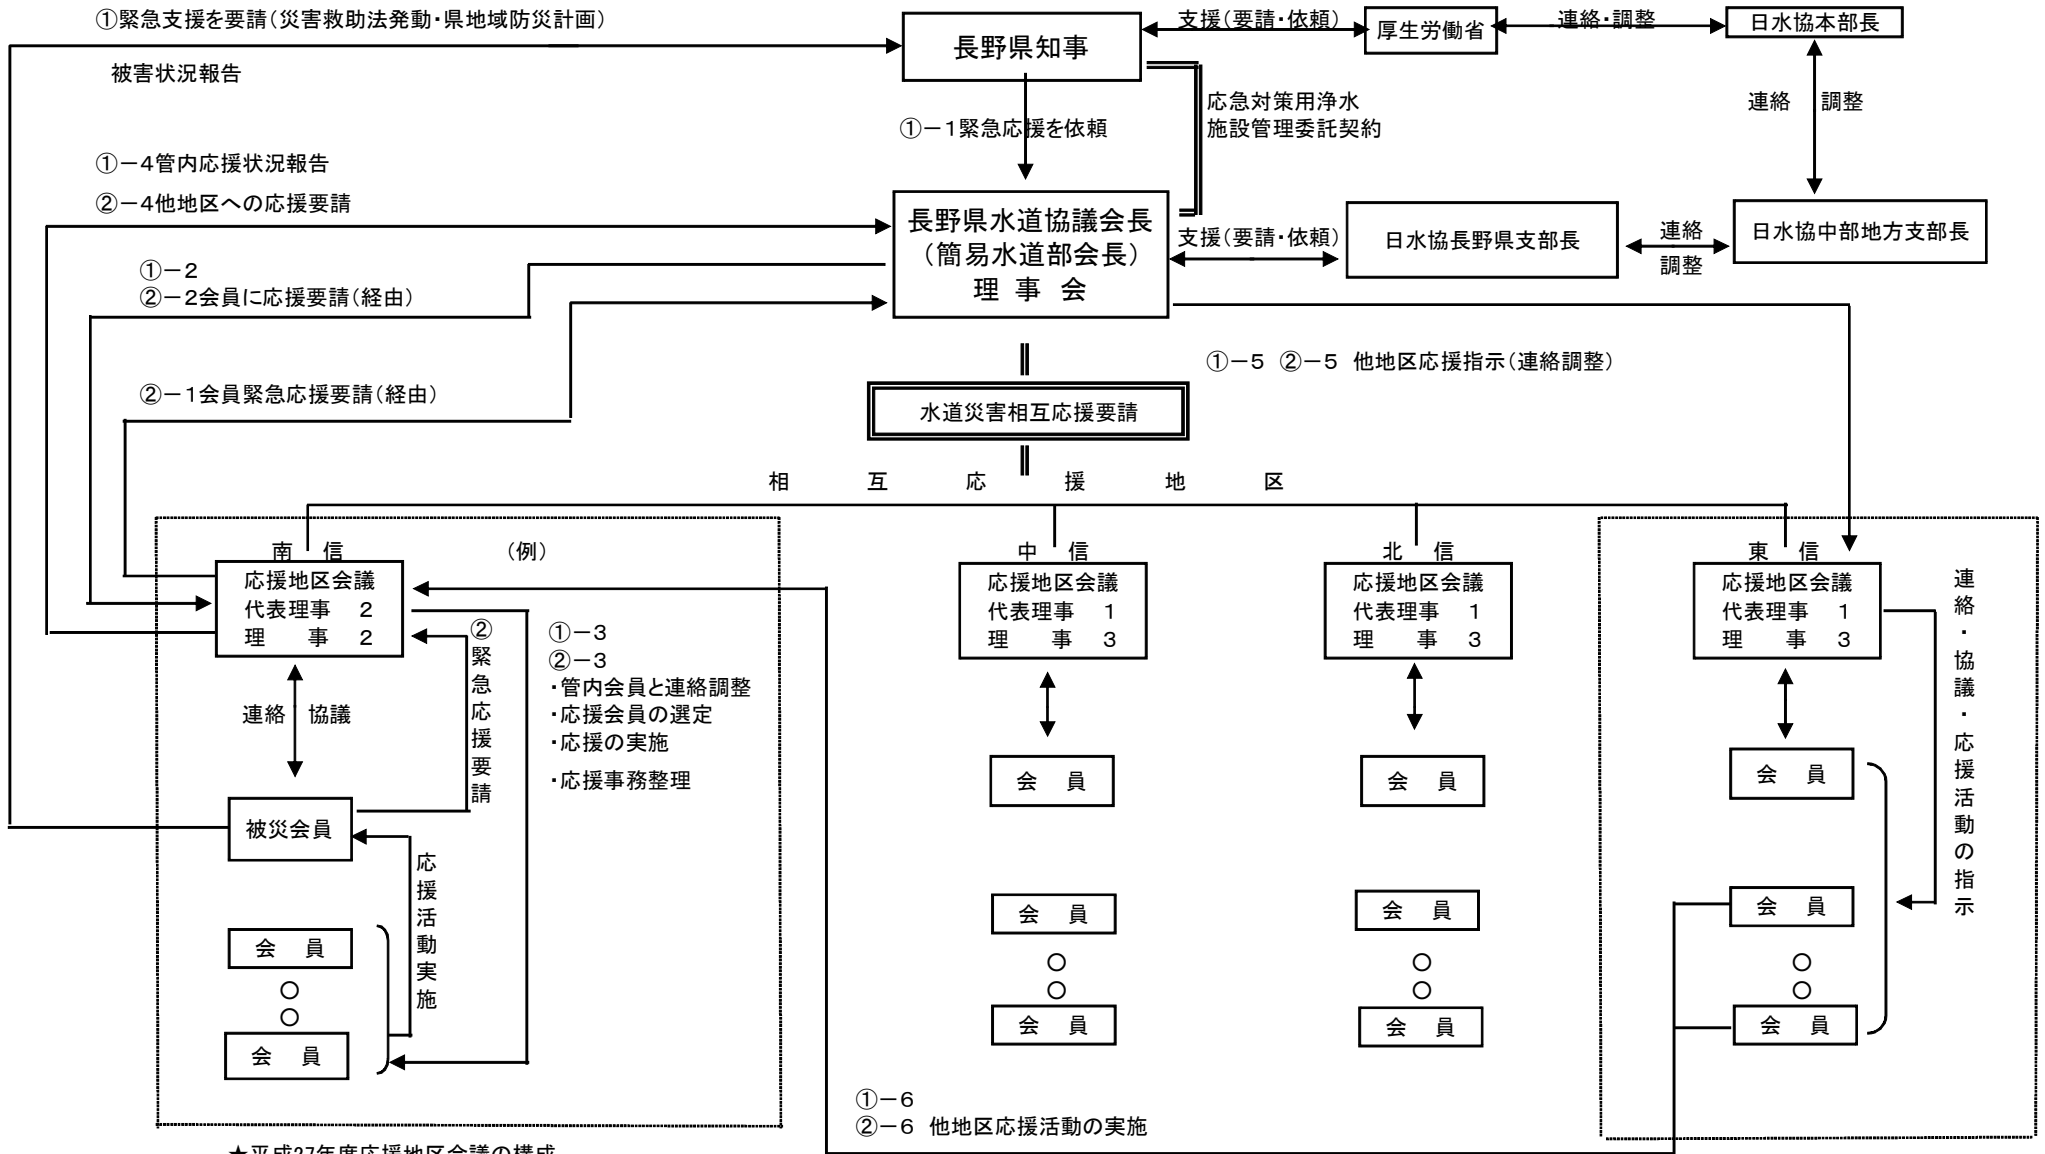 ①緊急支援を要請(災害救助法発動・県地域防災計画)
被害状況報告
長野県知事
支援(要請・依頼)
厚生労働省
連絡・調整
日水協本部長
①-1緊急応援を依頼
応急対策用浄水
施設管理委託契約
連絡 調整
①-4管内応援状況報告
②-4他地区への応援要請
長野県水道協議会長
(簡易水道部会長)
理 事 会
支援(要請・依頼)
日水協長野県支部長
連絡
調整
日水協中部地方支部長
①-2
②-2会員に応援要請(経由)
②-1会員緊急応援要請(経由)
①-5 ②-5 他地区応援指示(連絡調整)
水道災害相互応援要請
相 互 応 援 地 区
南 信
(例)
応援地区会議
代表理事 2
理 事 2
連絡 協議
②緊急応援要請
①-3
②-3
・管内会員と連絡調整
・応援会員の選定
・応援の実施
・応援事務整理
被災会員
応援活動実施
会 員
○
○
会 員
中 信
応援地区会議
代表理事 1
理 事 3
会 員
会 員
○
○
会 員
北 信
応援地区会議
代表理事 1
理 事 3
会 員
会 員
○
○
会 員
東 信
応援地区会議
代表理事 1
理 事 3
連絡・協議・応援活動の指示
会 員
会 員
○
○
会 員
①-6
②-6 他地区応援活動の実施
★平成27年度応援地区会議の構成